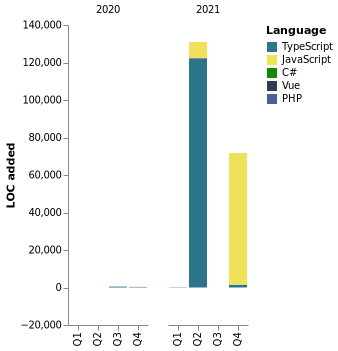 2020 2021
Language
TypeScript
JavaScript
C#
Vue
PHP
LOC added
140,000
120,000
100,000
80,000
60,000
40,000
20,000
0
−20,000
Q1 Q2 Q3 Q4 Q1 Q2 Q3 Q4